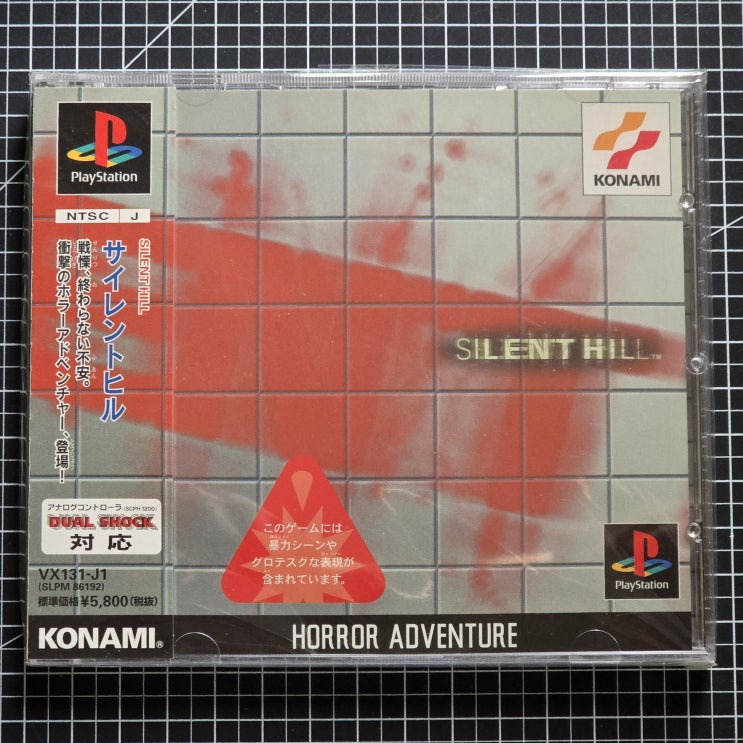 PlayStation
NTSC J
SILENT HILL
サイレントヒル
戦慄、終わらない不安。
衝撃のホラーアドベンチャー、登場！
アナログコントローラ(SCPH 1200)
DUAL SHOCK
対応
VX131-J1
(SLPM 86192)
標準価格¥5,800(税抜)
KONAMI®
KONAMI
SILENT HILL™
このゲームには
暴力シーンや
グロテスクな表現が
含まれています。
PlayStation
HORROR ADVENTURE